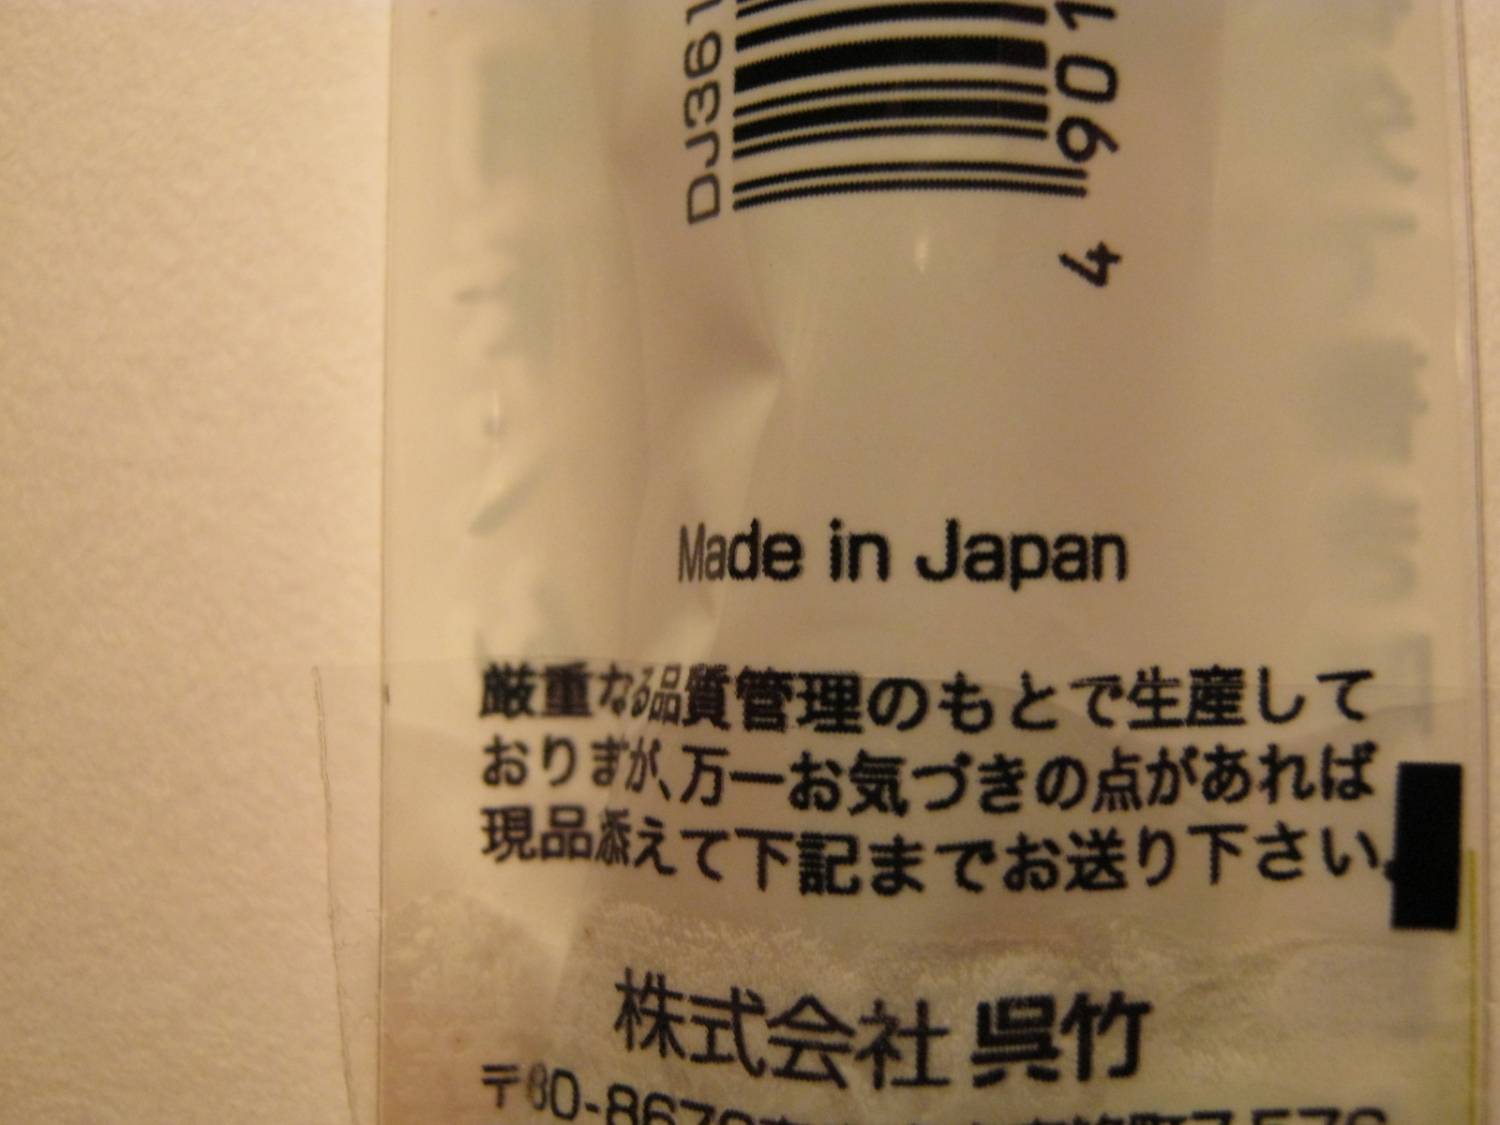 DJ361
4 901
Made in Japan
厳重なる品質管理のもとで生産して
おりますが、万一お気づきの点があれば
現品添えて下記までお送り下さい。
株式会社 呉竹